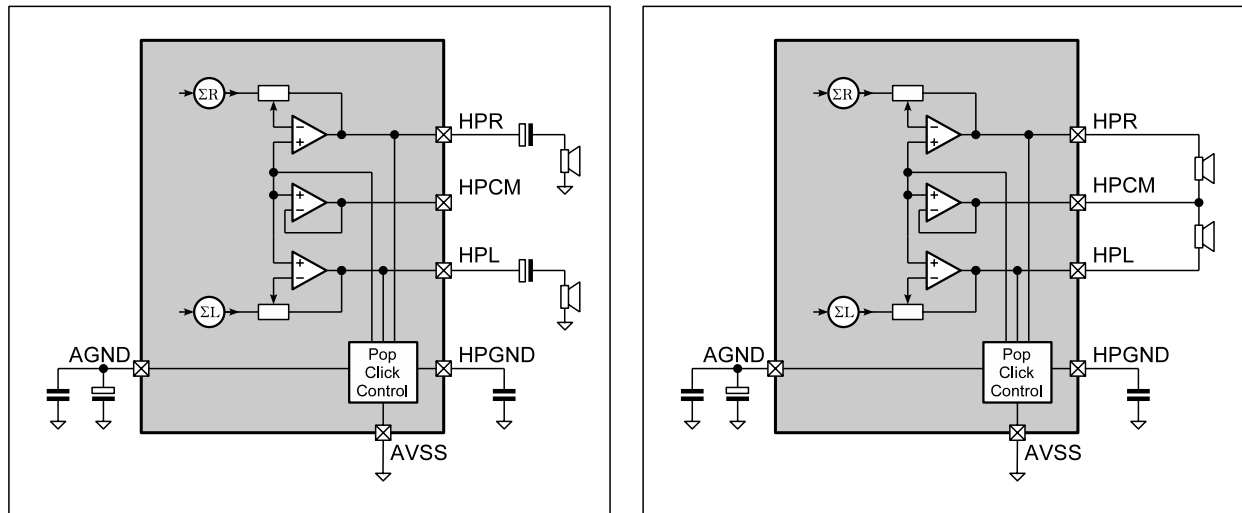 ΣR
HPR
HPCM
HPL
ΣL
AGND
Pop
Click
Control
HPGND
AVSS
ΣR
HPR
HPCM
HPL
ΣL
AGND
Pop
Click
Control
HPGND
AVSS